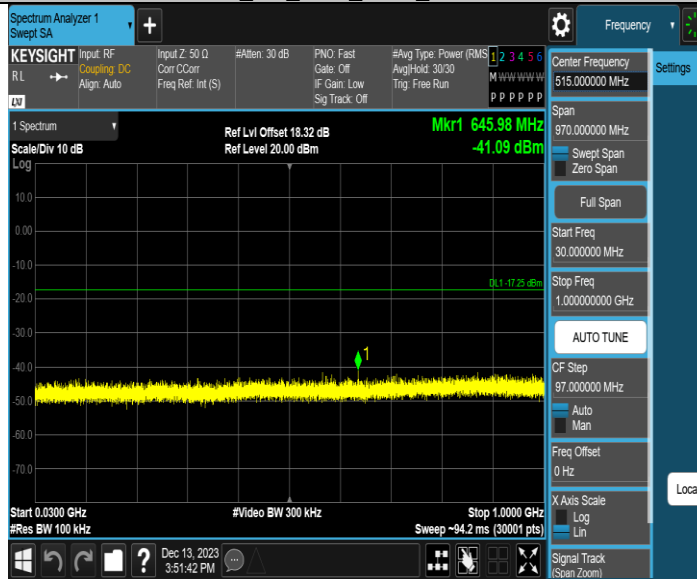 Spectrum Analyzer 1
Swept SA
+
Frequency
KEYSIGHT
RL
LXI
Input: RF
Coupling: DC
Align: Auto
Input Z: 50 Ω
Corr CCorr
Freq Ref: Int (S)
#Atten: 30 dB
PNO: Fast
Gate: Off
IF Gain: Low
Sig Track: Off
#Avg Type: Power (RMS
Avg|Hold: 30/30
Trig: Free Run
1 2 3 4 5 6
M W W W W W
P P P P P P
1 Spectrum
Scale/Div 10 dB
Log
Ref Lvl Offset 18.32 dB
Ref Level 20.00 dBm
Mkr1 645.98 MHz
-41.09 dBm
10.0
0.00
-10.0
-20.0
-30.0
-40.0
-50.0
-60.0
-70.0
DL1 -17.25 dBm
1
Start 0.0300 GHz
#Res BW 100 kHz
#Video BW 300 kHz
Stop 1.0000 GHz
Sweep ~94.2 ms (30001 pts)
?
Dec 13, 2023
3:51:42 PM
Center Frequency
515.000000 MHz
Span
970.000000 MHz
Swept Span
Zero Span
Full Span
Start Freq
30.000000 MHz
Stop Freq
1.000000000 GHz
AUTO TUNE
CF Step
97.000000 MHz
Auto
Man
Freq Offset
0 Hz
X Axis Scale
Log
Lin
Signal Track
(Span Zoom)
Settings
Loca